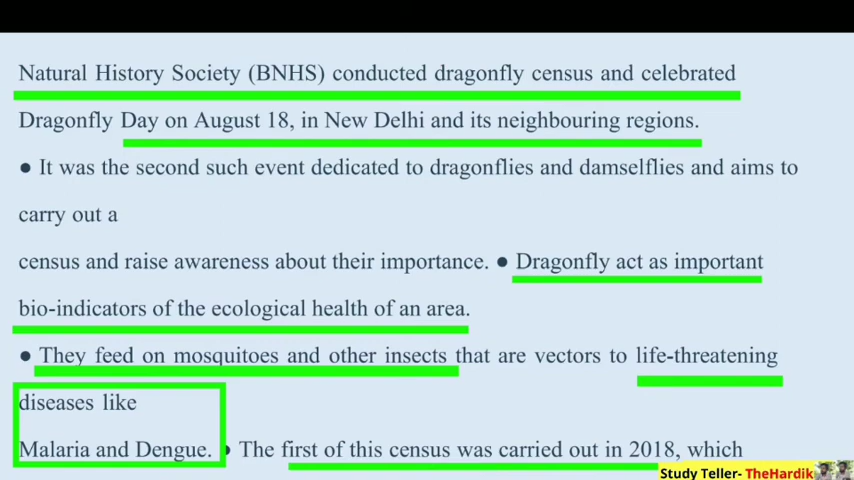 Natural History Society (BNHS) conducted dragonfly census and celebrated
Dragonfly Day on August 18, in New Delhi and its neighbouring regions.
● It was the second such event dedicated to dragonflies and damselflies and aims to
carry out a
census and raise awareness about their importance. ● Dragonfly act as important
bio-indicators of the ecological health of an area.
● They feed on mosquitoes and other insects that are vectors to life-threatening
diseases like
Malaria and Dengue. ● The first of this census was carried out in 2018, which
Study Teller- TheHardik